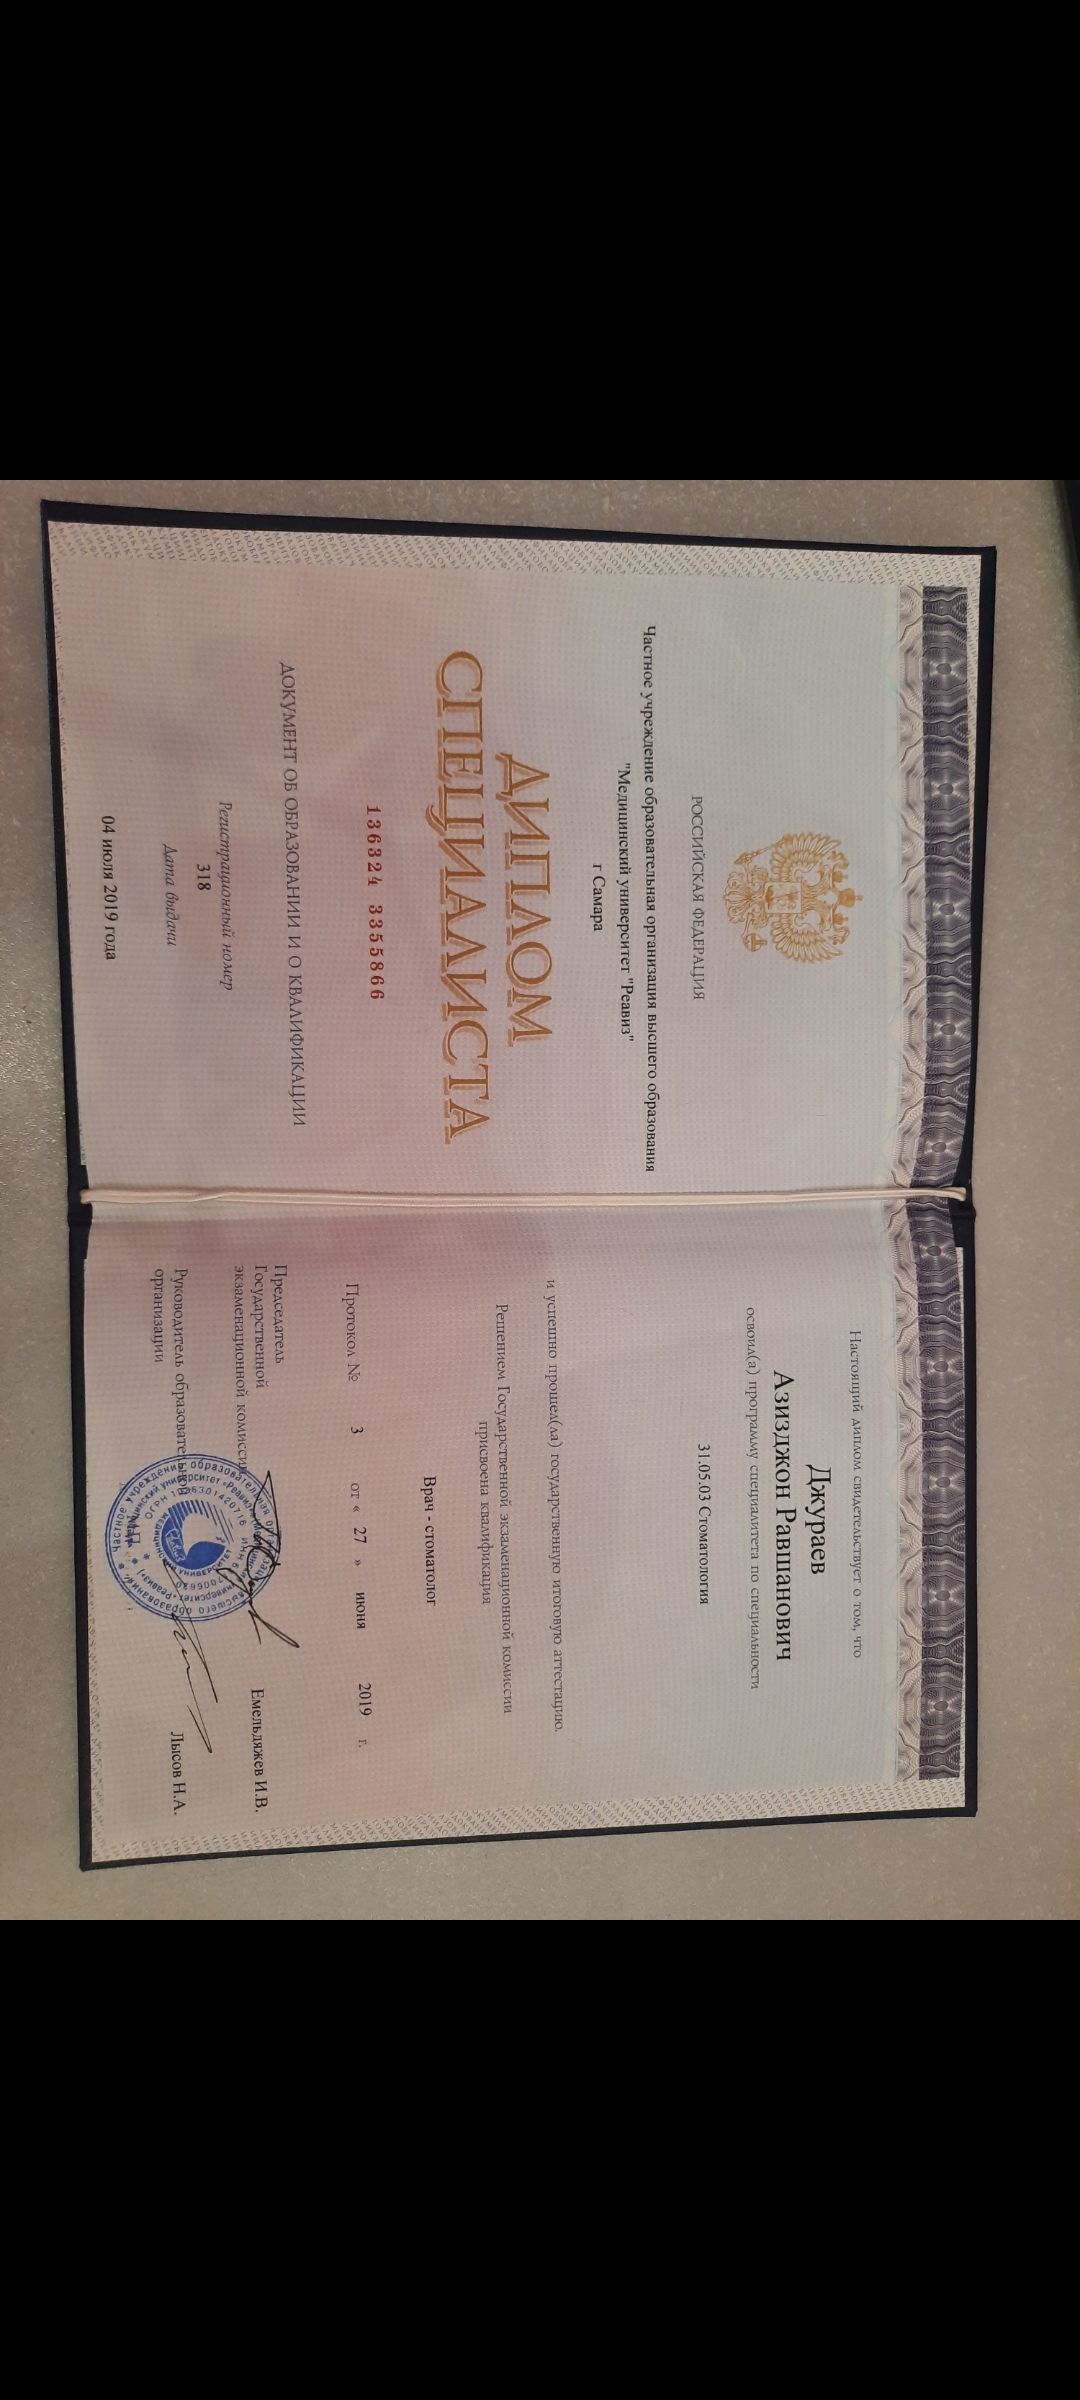 РОССИЙСКАЯ ФЕДЕРАЦИЯ
Частное учреждение образовательная организация высшего образования
"Медицинский университет "Реавиз"
г Самара
ДИПЛОМ
СПЕЦИАЛИСТА
136324 3355866
ДОКУМЕНТ ОБ ОБРАЗОВАНИИ И О КВАЛИФИКАЦИИ
Регистрационный номер
318
Дата выдачи
04 июля 2019 года
Настоящий диплом свидетельствует о том, что
Джураев
Азизджон Равшанович
освоил(а) программу специалитета по специальности
31.05.03 Стоматология
и успешно прошел(ла) государственную итоговую аттестацию.
Решением Государственной экзаменационной комиссии
присвоена квалификация
Врач - стоматолог
Протокол № 3 от « 27 » июня 2019 г.
Председатель
Государственной
экзаменационной комиссии
Емельдяжев И.В.
Руководитель образовательной
организации
Лысов Н.А.
М.П.